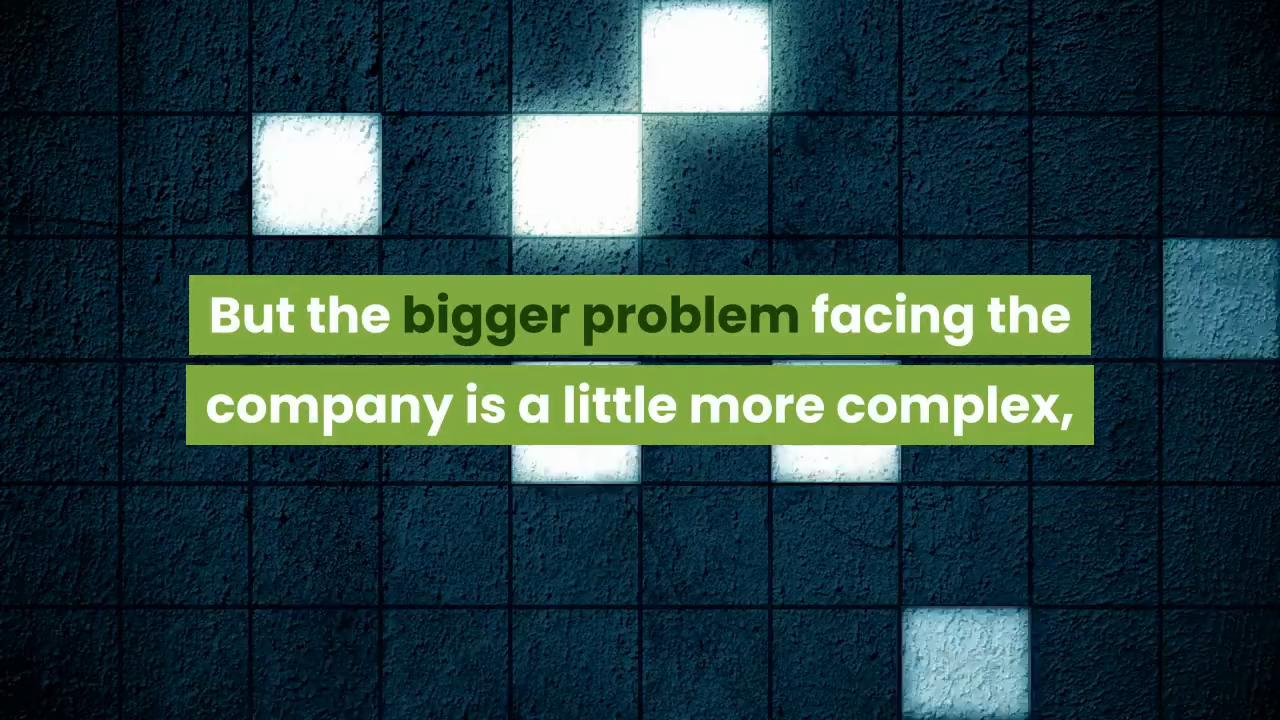 But the bigger problem facing the
company is a little more complex,